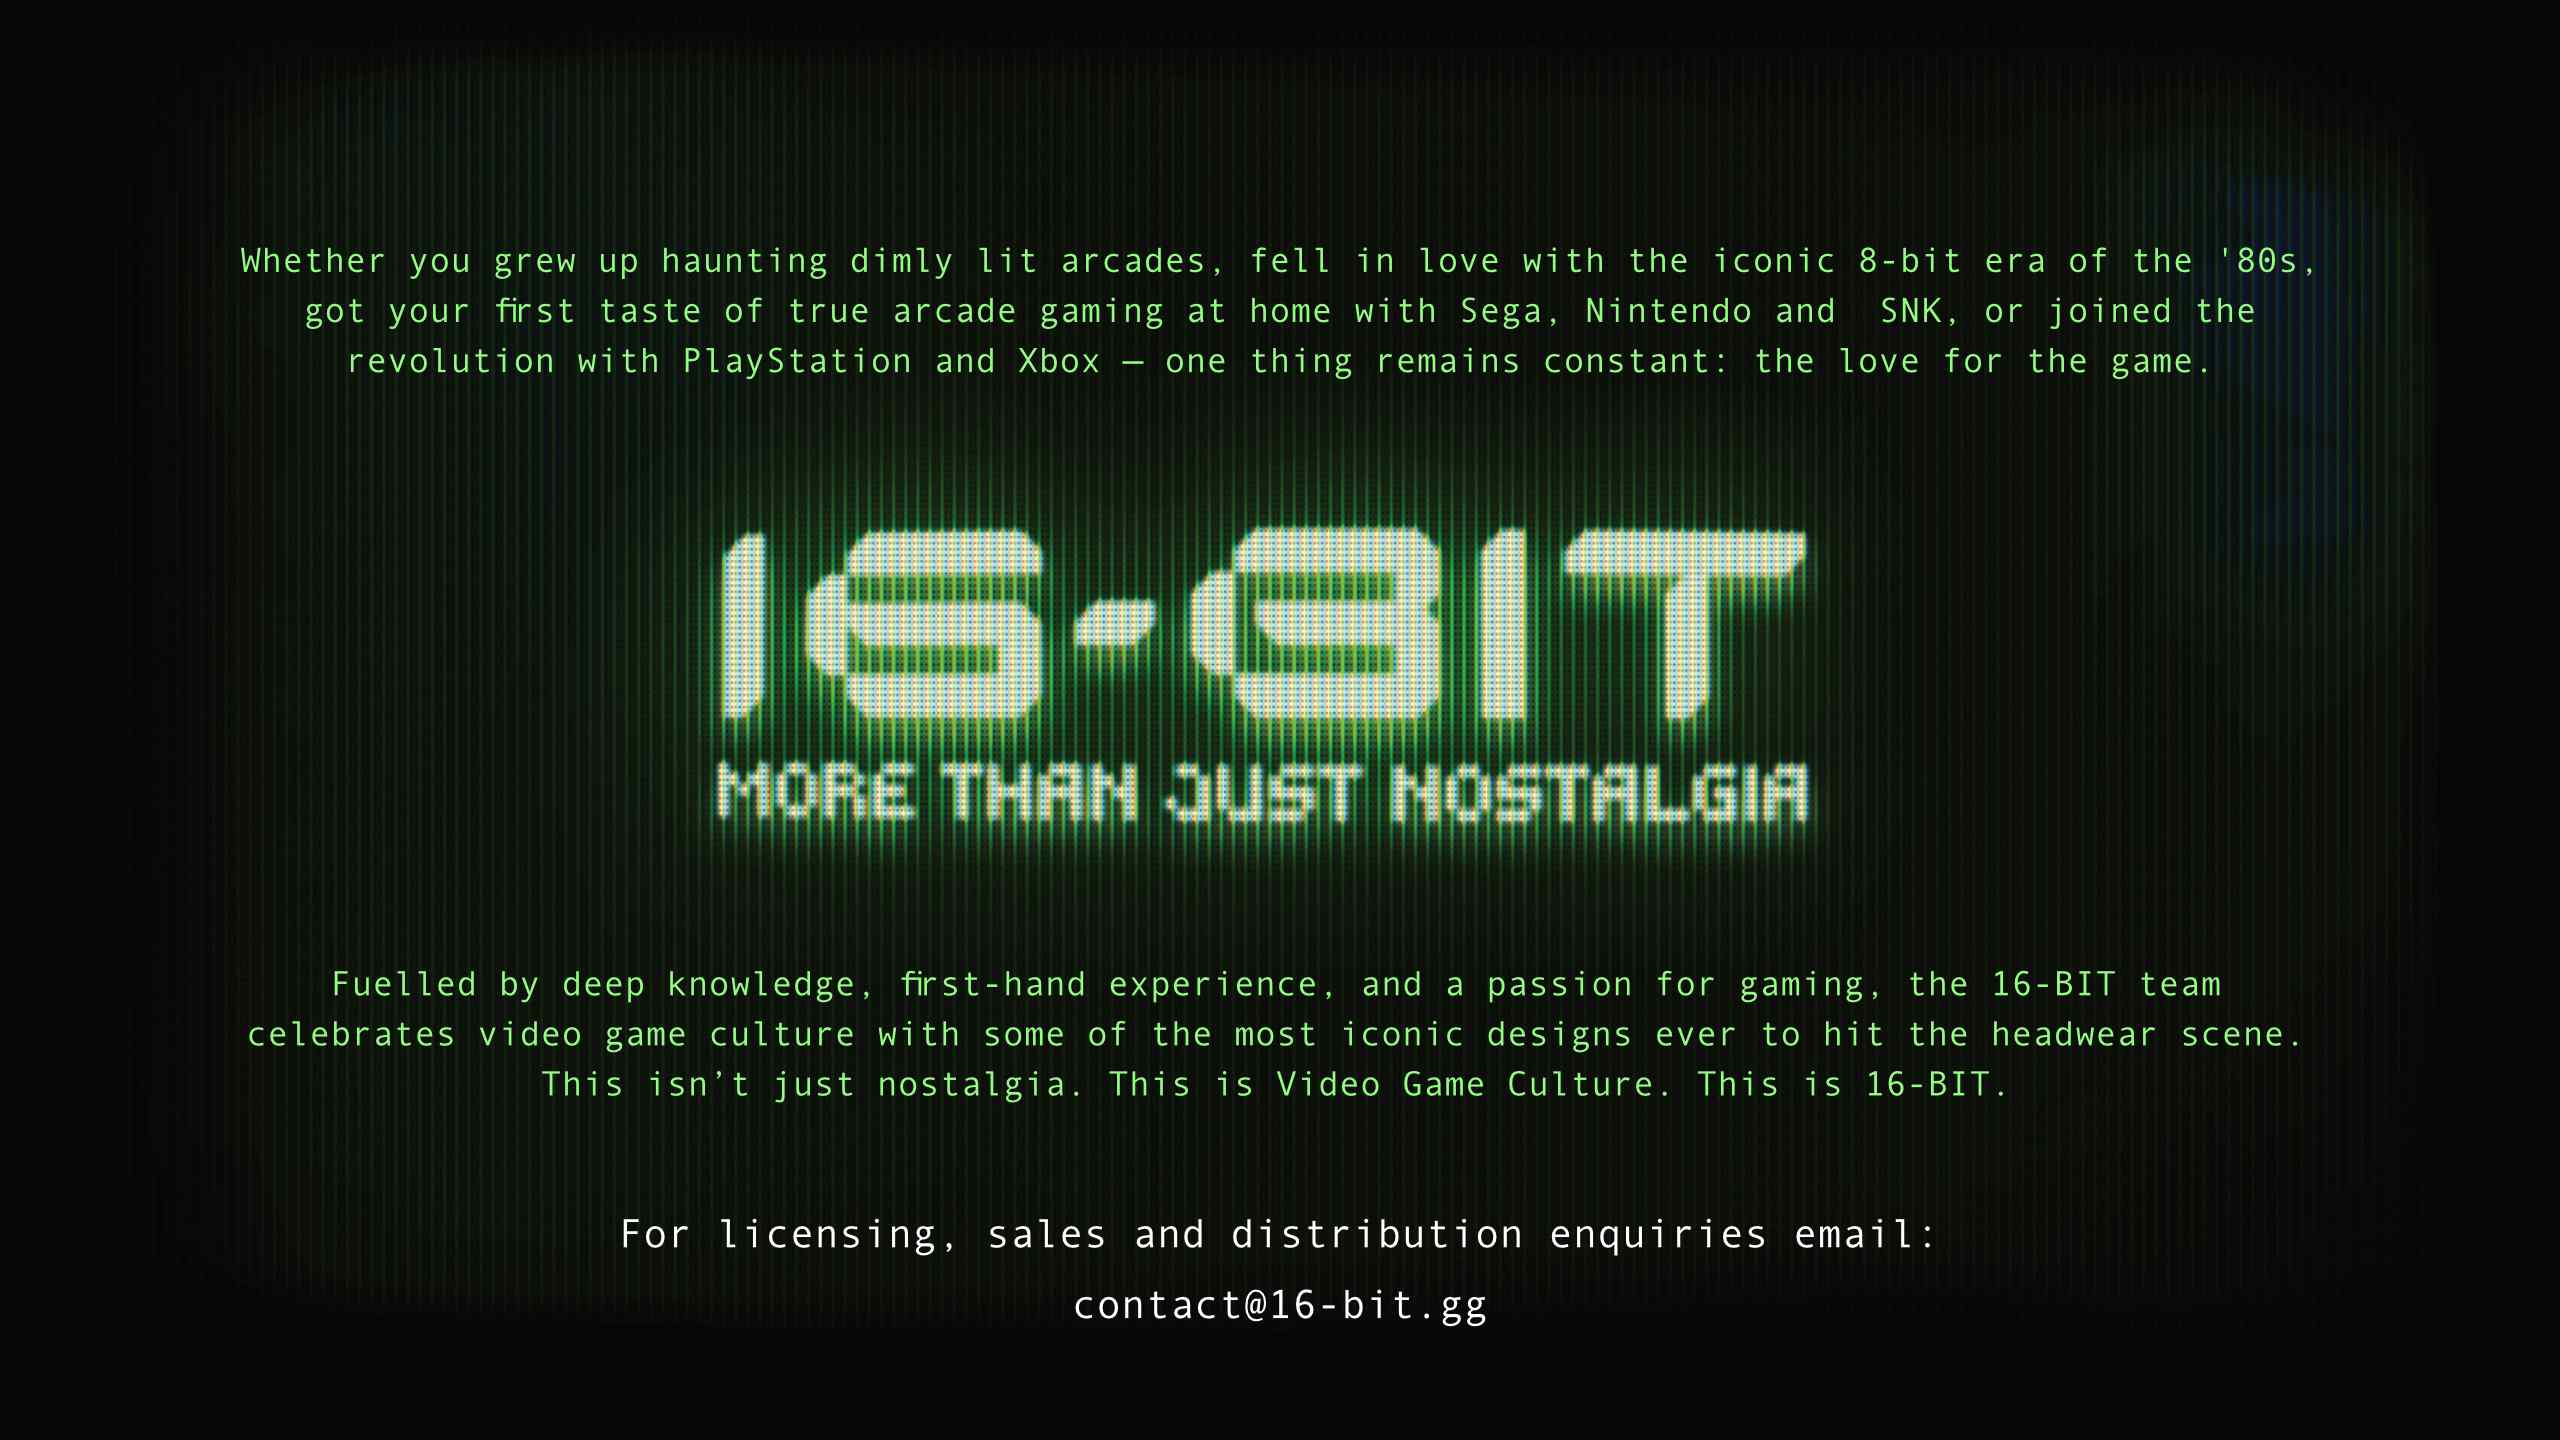 Whether you grew up haunting dimly lit arcades, fell in love with the iconic 8-bit era of the '80s,
got your first taste of true arcade gaming at home with Sega, Nintendo and  SNK, or joined the
revolution with PlayStation and Xbox – one thing remains constant: the love for the game.
16-BIT
MORE THAN JUST NOSTALGIA
Fuelled by deep knowledge, first-hand experience, and a passion for gaming, the 16-BIT team
celebrates video game culture with some of the most iconic designs ever to hit the headwear scene.
This isn’t just nostalgia. This is Video Game Culture. This is 16-BIT.
For licensing, sales and distribution enquiries email:
contact@16-bit.gg